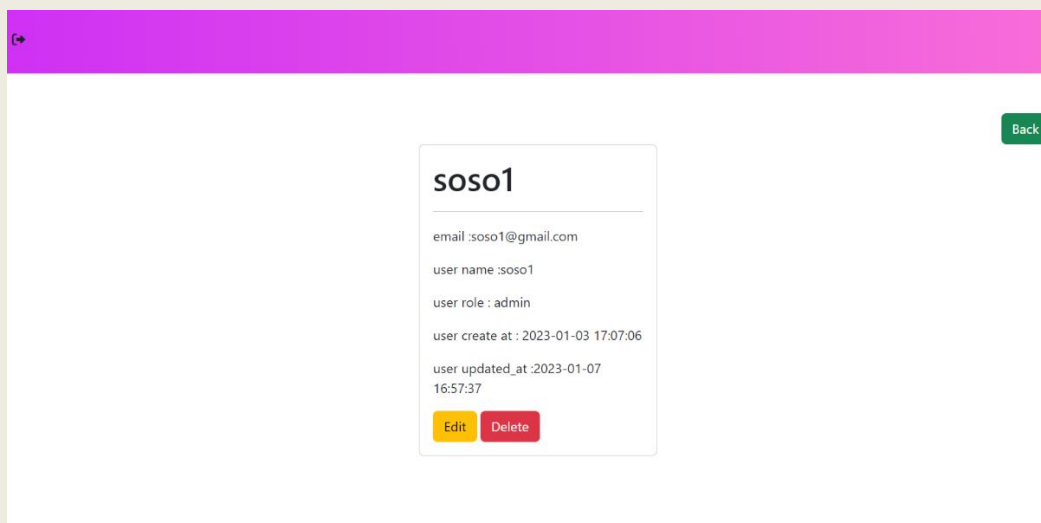 Back
soso1
email :soso1@gmail.com
user name :soso1
user role : admin
user create at : 2023-01-03 17:07:06
user updated_at :2023-01-07
16:57:37
Edit Delete